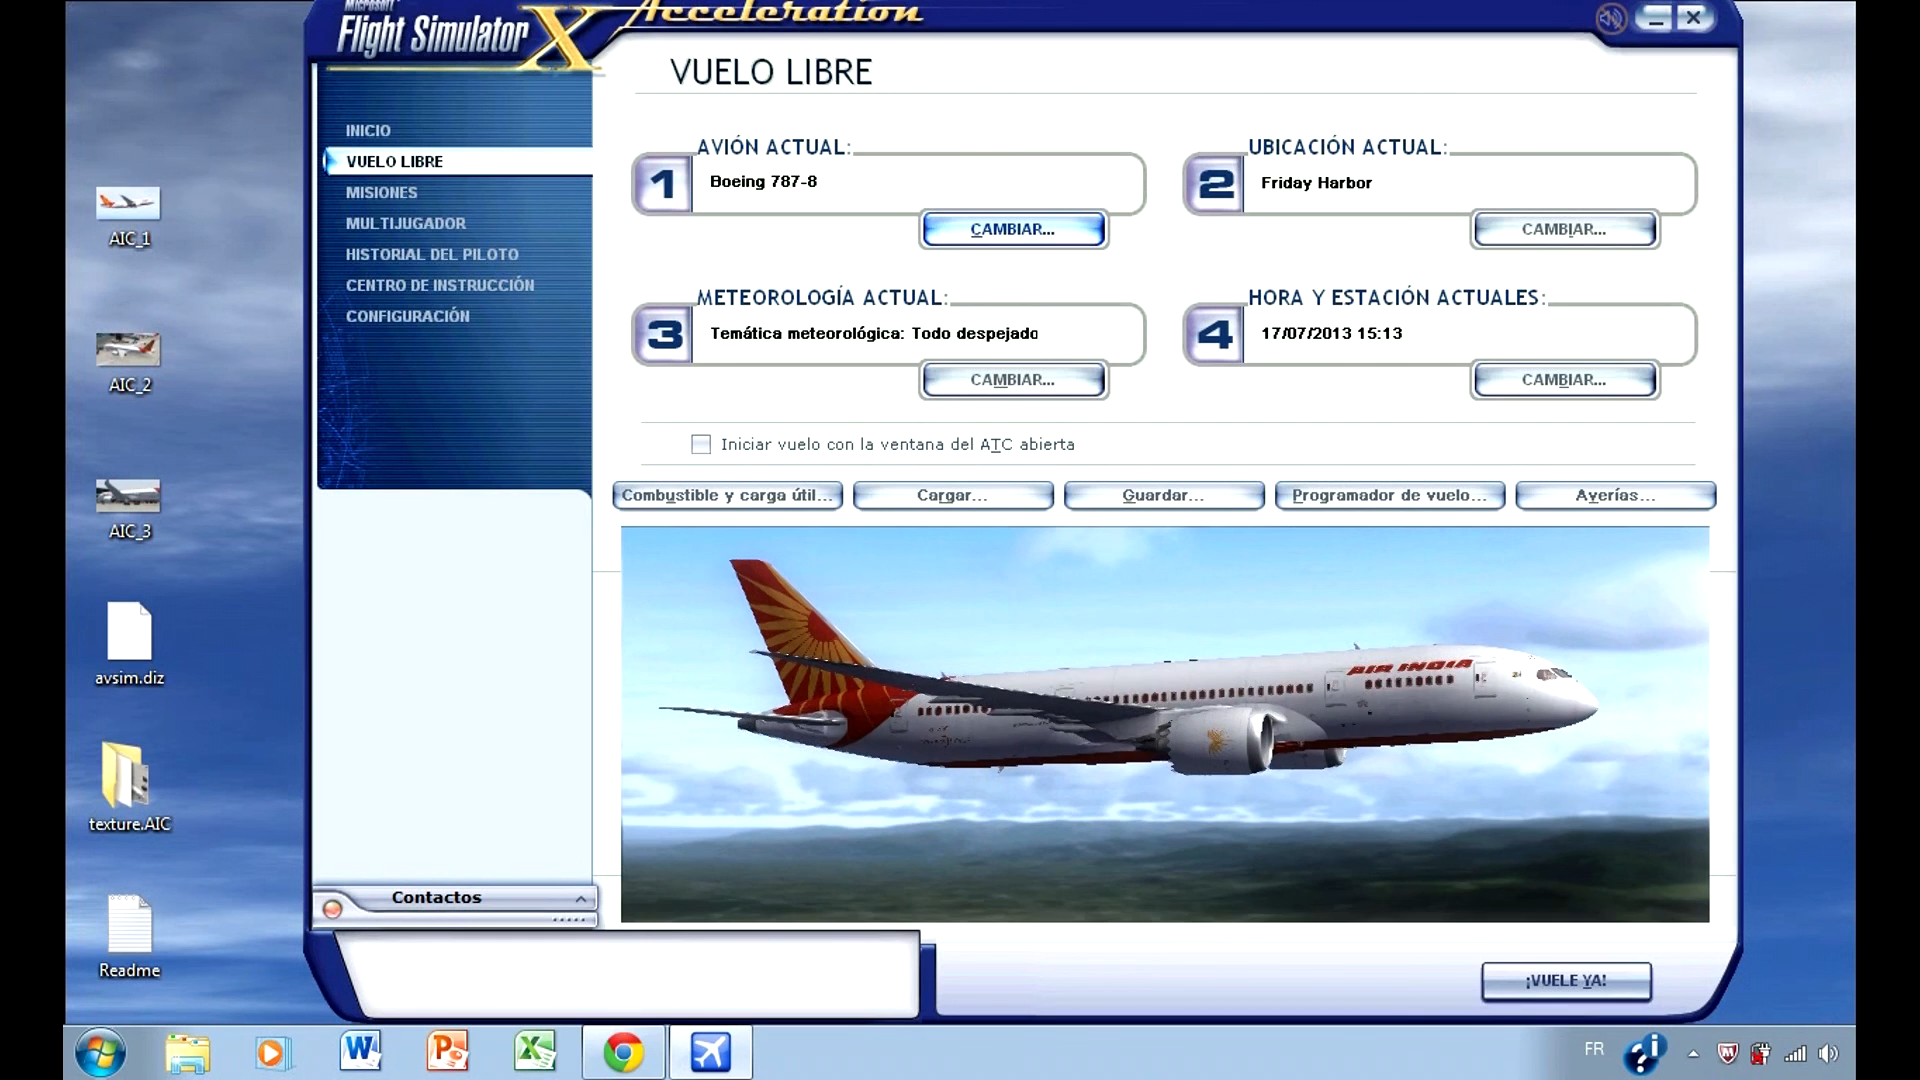 Microsoft
Flight Simulator X
Acceleration
VUELO LIBRE
INICIO
VUELO LIBRE
MISIONES
MULTIJUGADOR
HISTORIAL DEL PILOTO
CENTRO DE INSTRUCCIÓN
CONFIGURACIÓN
AVIÓN ACTUAL:
1
Boeing 787-8
CAMBIAR...
UBICACIÓN ACTUAL:
2
Friday Harbor
CAMBIAR...
METEOROLOGÍA ACTUAL:
3
Temática meteorológica: Todo despejado
CAMBIAR...
HORA Y ESTACIÓN ACTUALES:
4
17/07/2013 15:13
CAMBIAR...
Iniciar vuelo con la ventana del ATC abierta
Combustible y carga útil...
Cargar...
Guardar...
Programador de vuelo...
Averías...
AIR INDIA
Contactos
¡VUELE YA!
AIC_1
AIC_2
AIC_3
avsim.diz
texture.AIC
Readme
FR